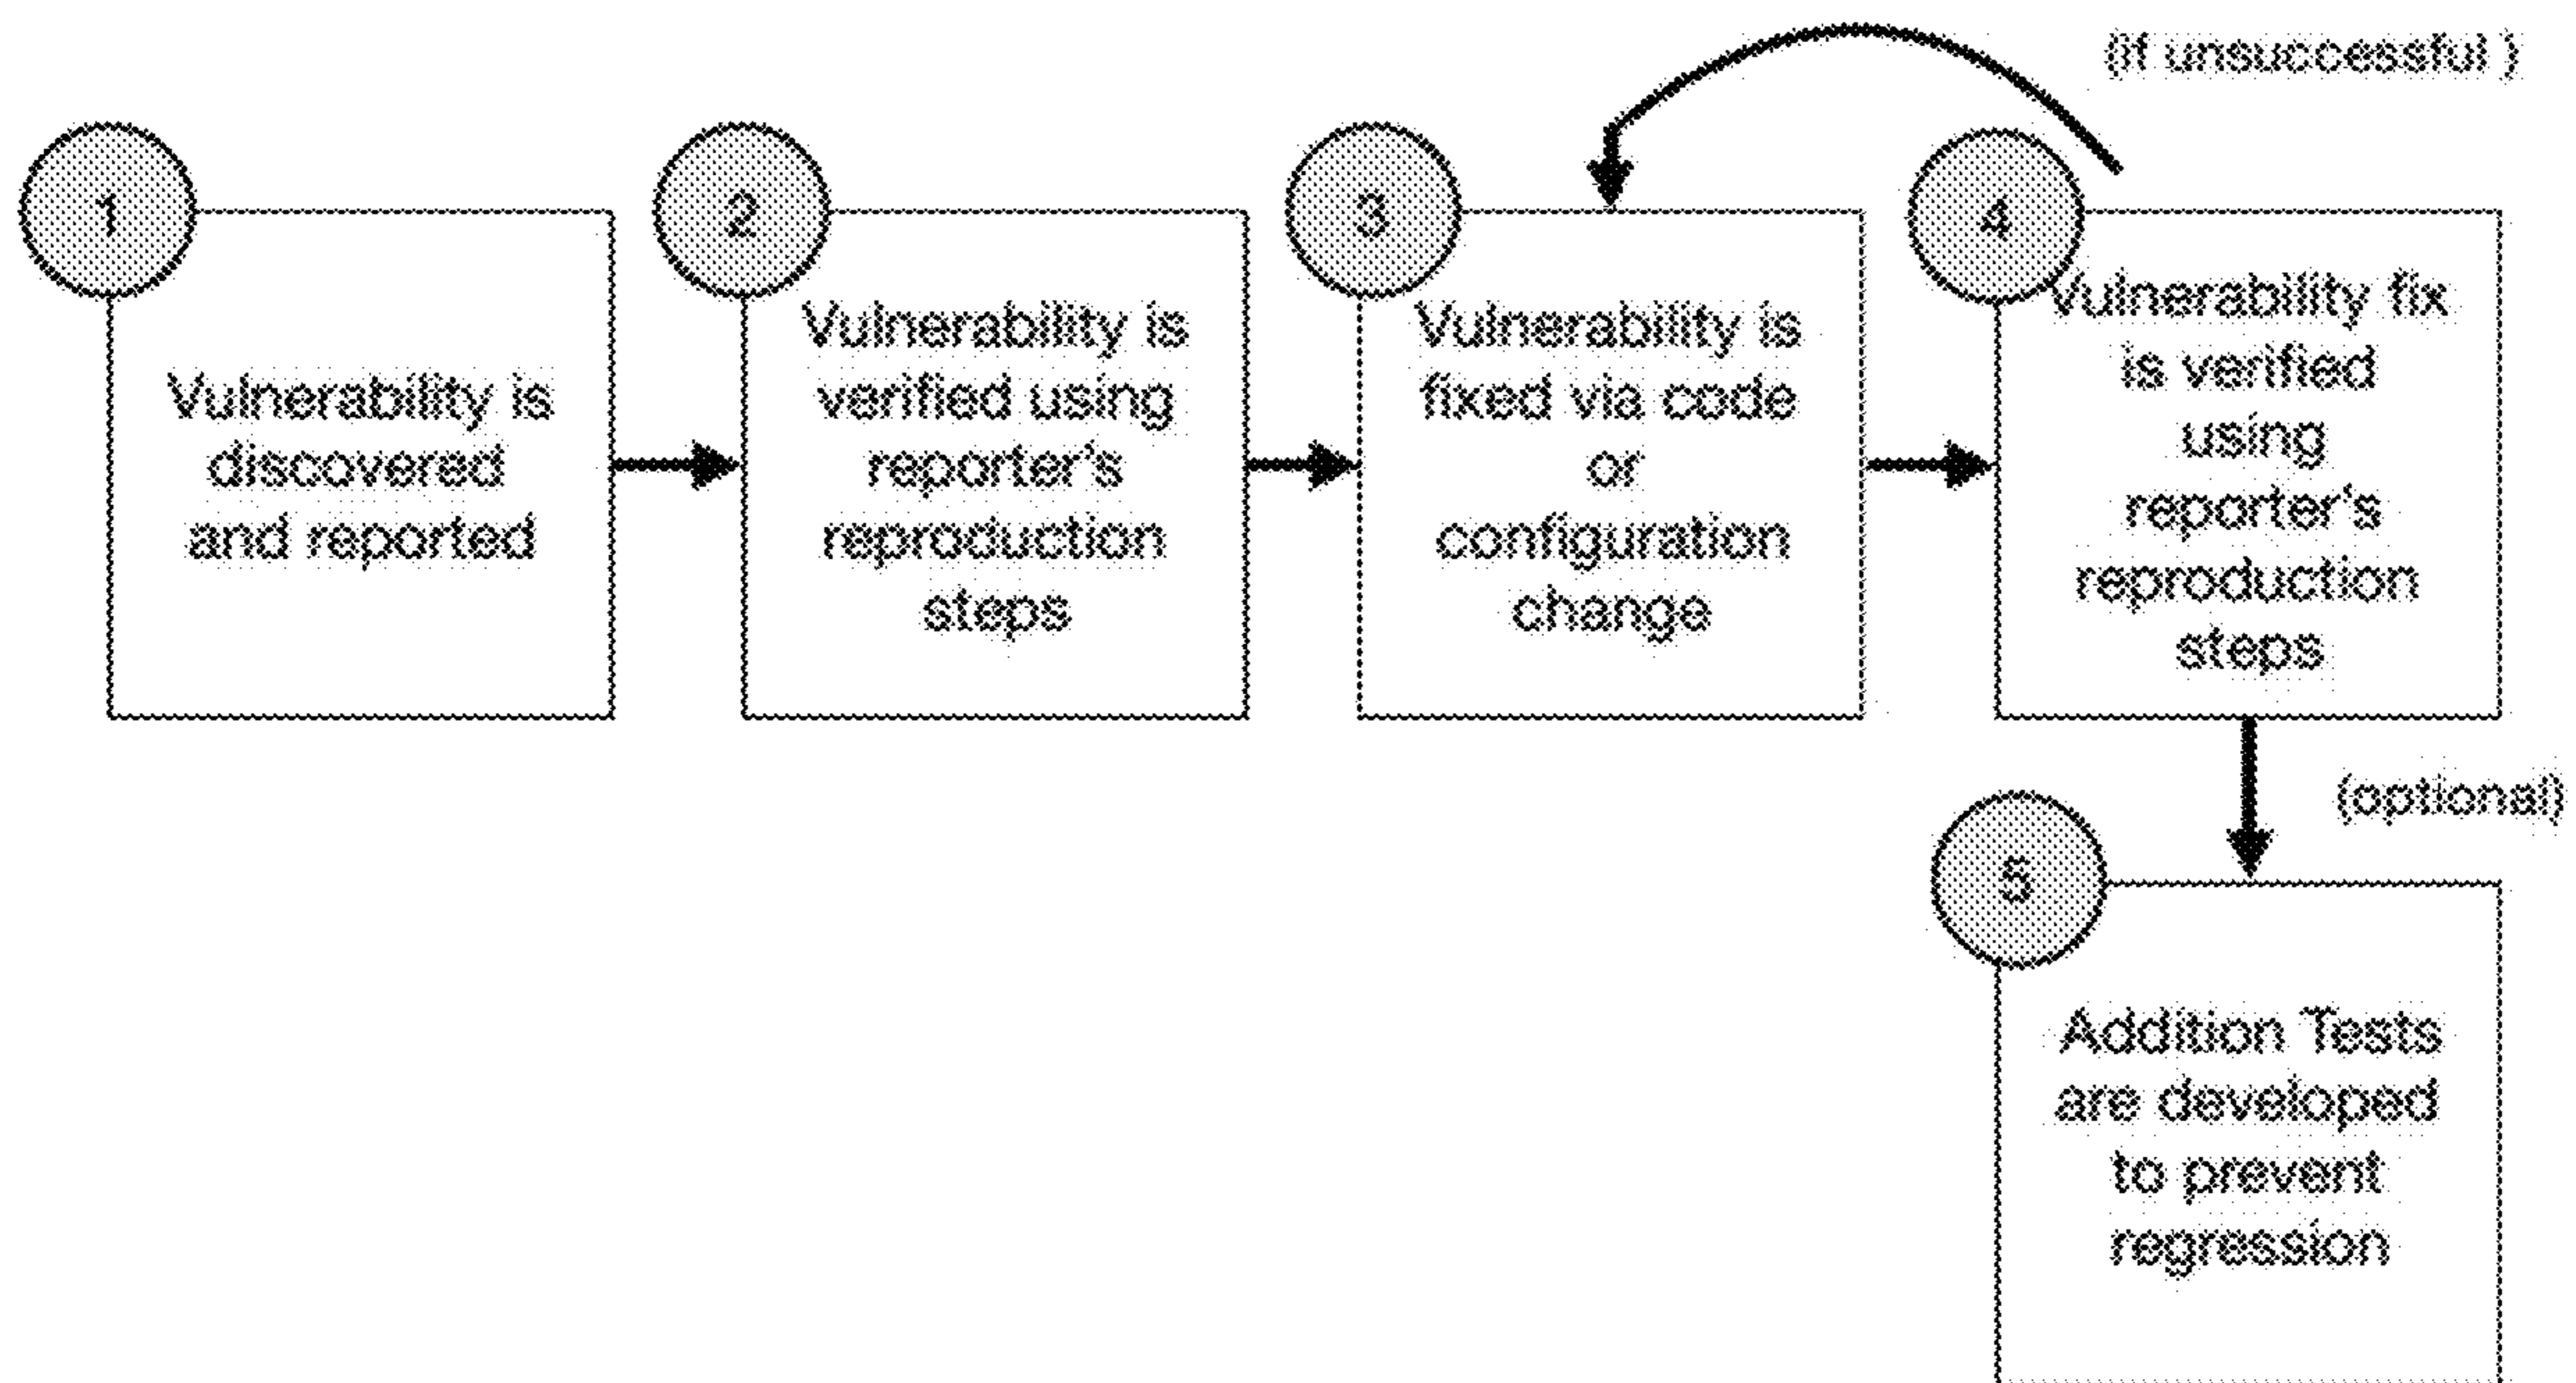 (if unsuccessful )
1
Vulnerability is
discovered
and reported
2
Vulnerability is
verified using
reporter's
reproduction
steps
3
Vulnerability is
fixed via code
or
configuration
change
4
Vulnerability fix
is verified
using
reporter's
reproduction
steps
(optional)
5
Addition Tests
are developed
to prevent
regression